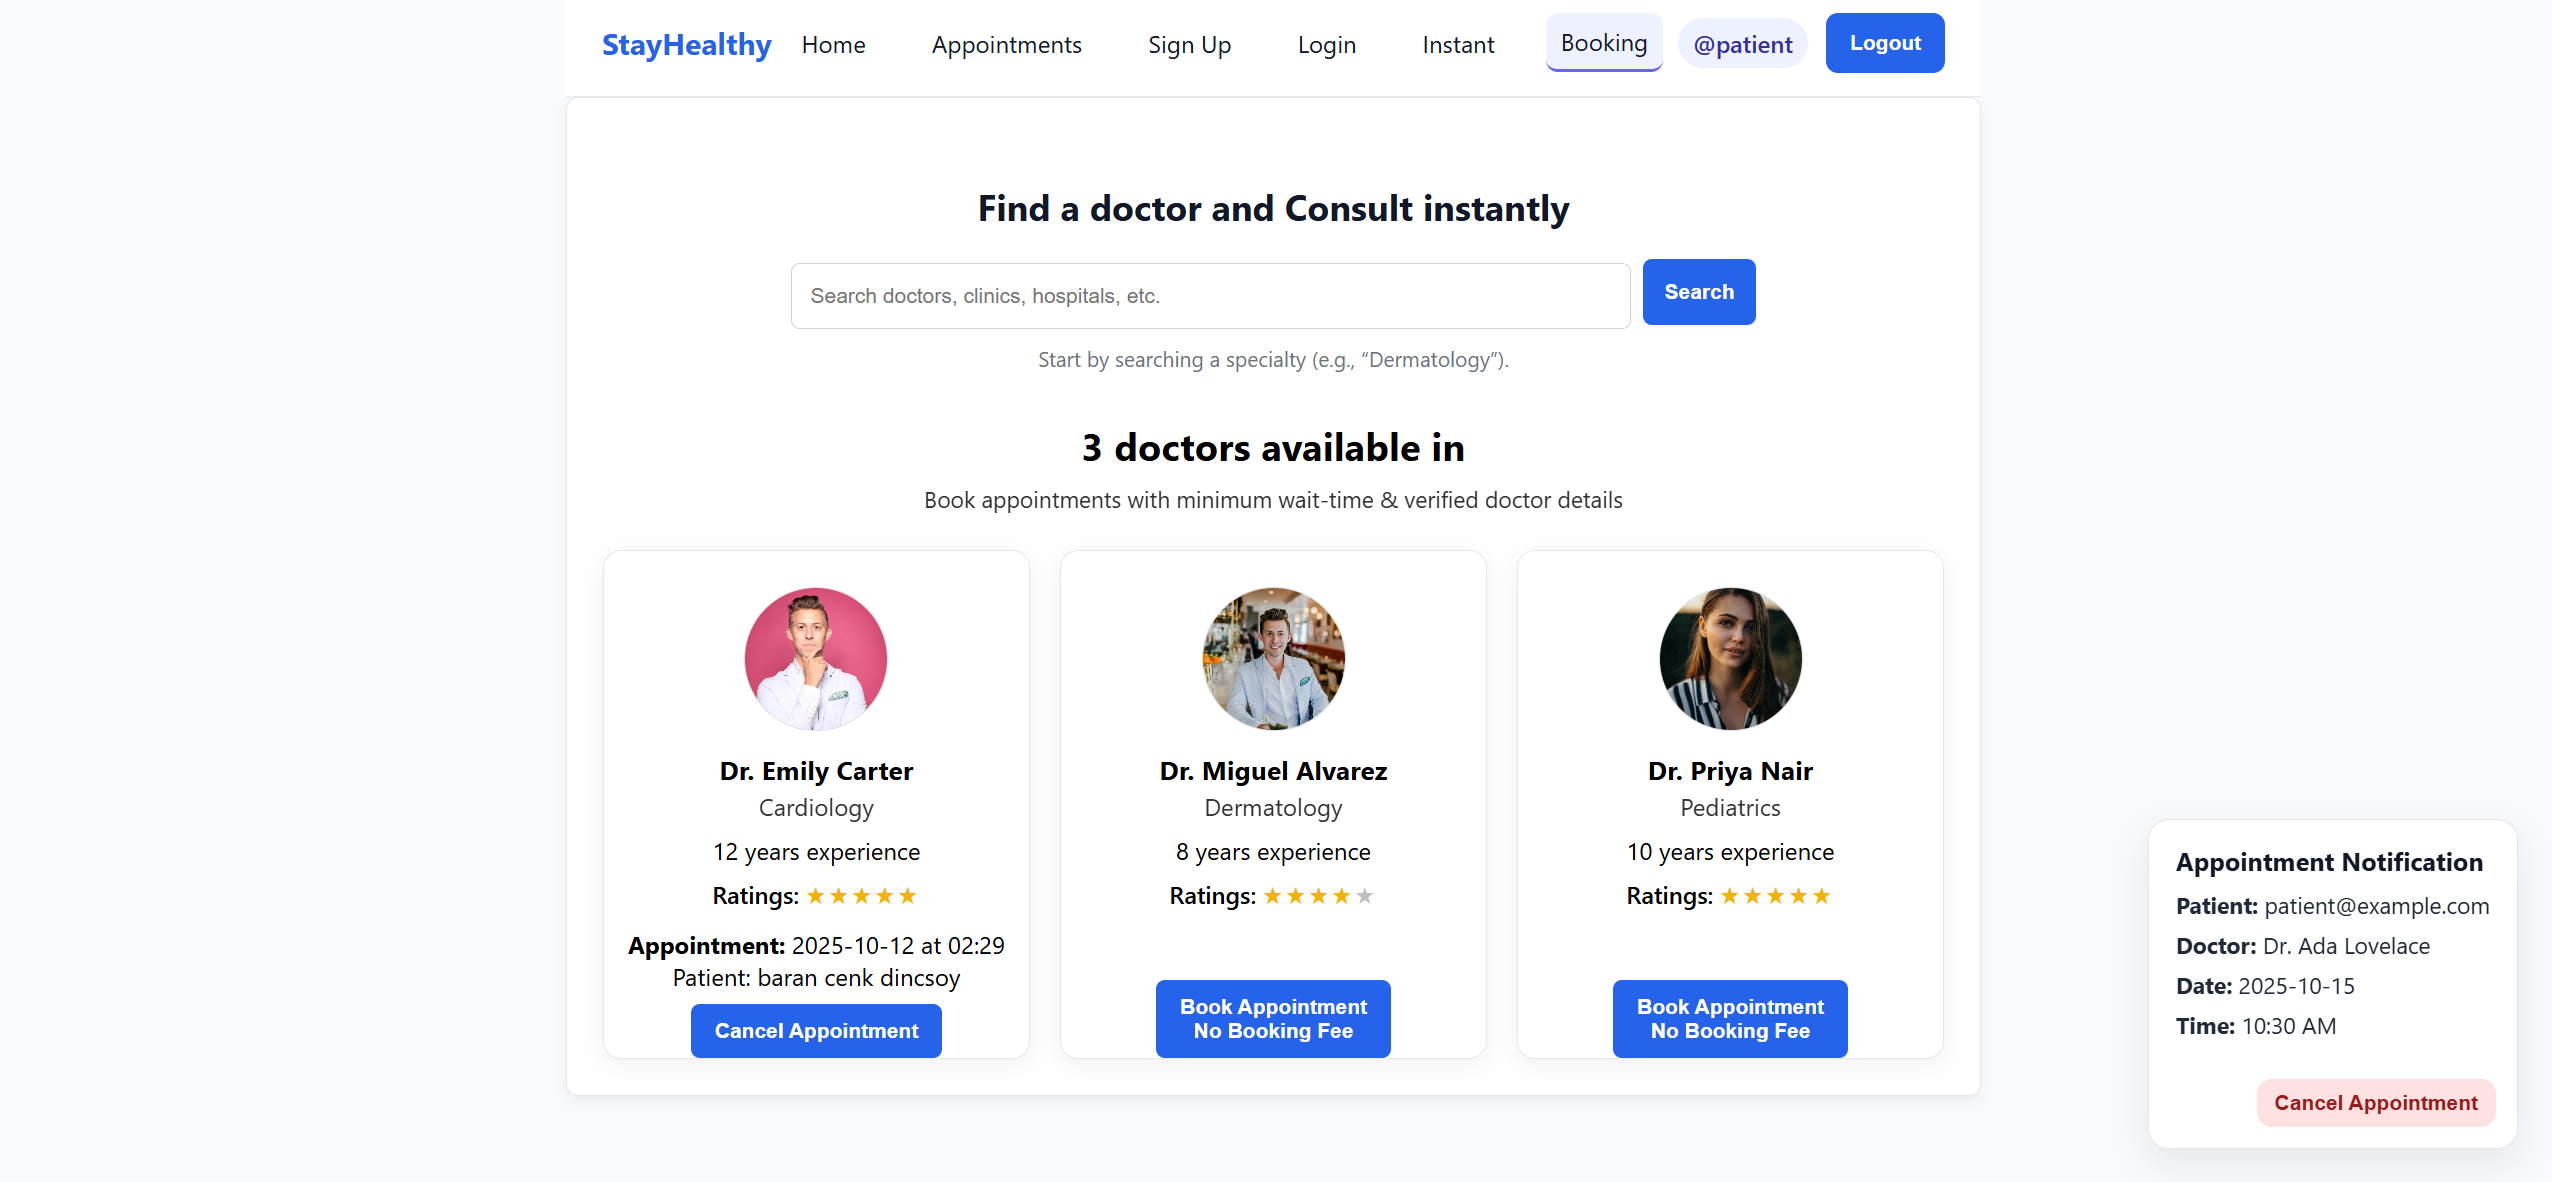 StayHealthy Home Appointments Sign Up Login Instant Booking @patient Logout
Find a doctor and Consult instantly
Search doctors, clinics, hospitals, etc. Search
Start by searching a specialty (e.g., “Dermatology”).
3 doctors available in
Book appointments with minimum wait-time & verified doctor details
Dr. Emily Carter
Cardiology
12 years experience
Ratings: ★★★★★
Appointment: 2025-10-12 at 02:29
Patient: baran cenk dincsoy
Cancel Appointment
Dr. Miguel Alvarez
Dermatology
8 years experience
Ratings: ★★★★★
Book Appointment
No Booking Fee
Dr. Priya Nair
Pediatrics
10 years experience
Ratings: ★★★★★
Book Appointment
No Booking Fee
Appointment Notification
Patient: patient@example.com
Doctor: Dr. Ada Lovelace
Date: 2025-10-15
Time: 10:30 AM
Cancel Appointment